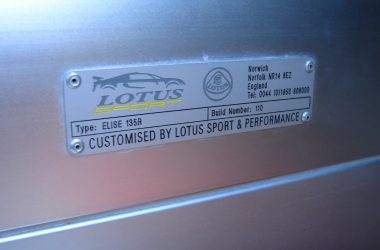 LOTUS
SPORT
LOTUS
Norwich
Norfolk NR14 8EZ
England
Tel: 0044 (0)1953 608000
Type: ELISE 135R
Build Number: 110
CUSTOMISED BY LOTUS SPORT & PERFORMANCE